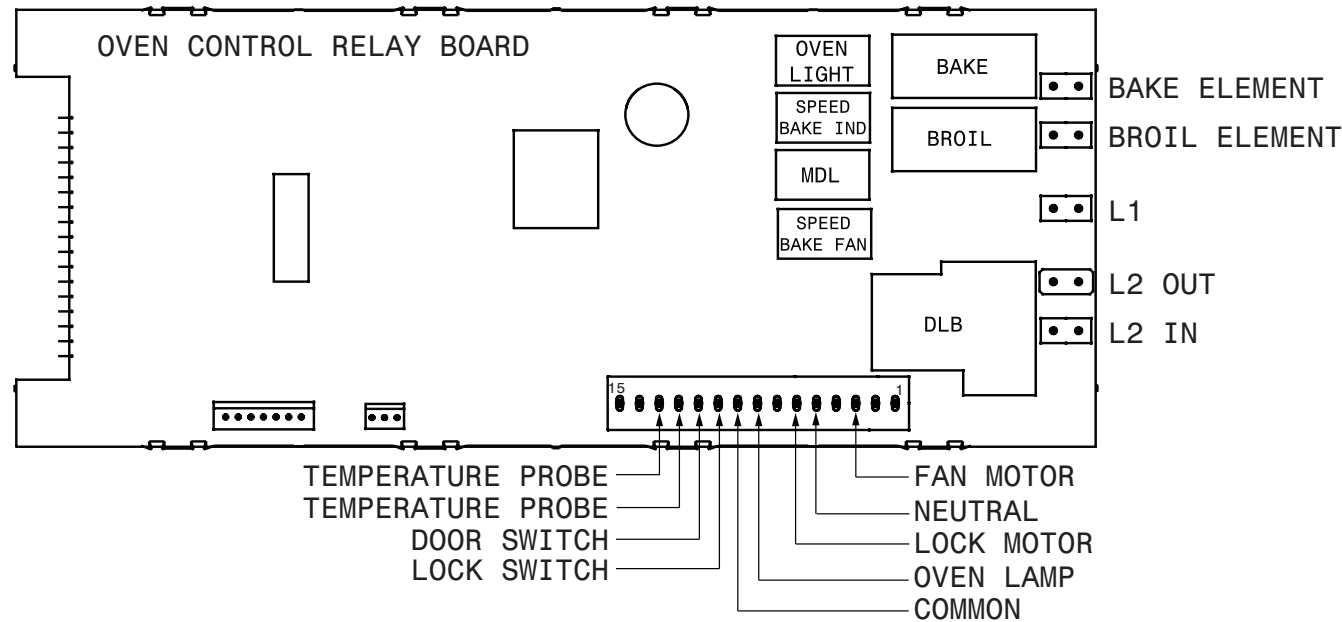 OVEN CONTROL RELAY BOARD
OVEN
LIGHT
BAKE
BAKE ELEMENT
SPEED
BAKE IND
BROIL
BROIL ELEMENT
MDL
L1
SPEED
BAKE FAN
L2 OUT
DLB
L2 IN
15
1
TEMPERATURE PROBE
FAN MOTOR
TEMPERATURE PROBE
NEUTRAL
DOOR SWITCH
LOCK MOTOR
LOCK SWITCH
OVEN LAMP
COMMON